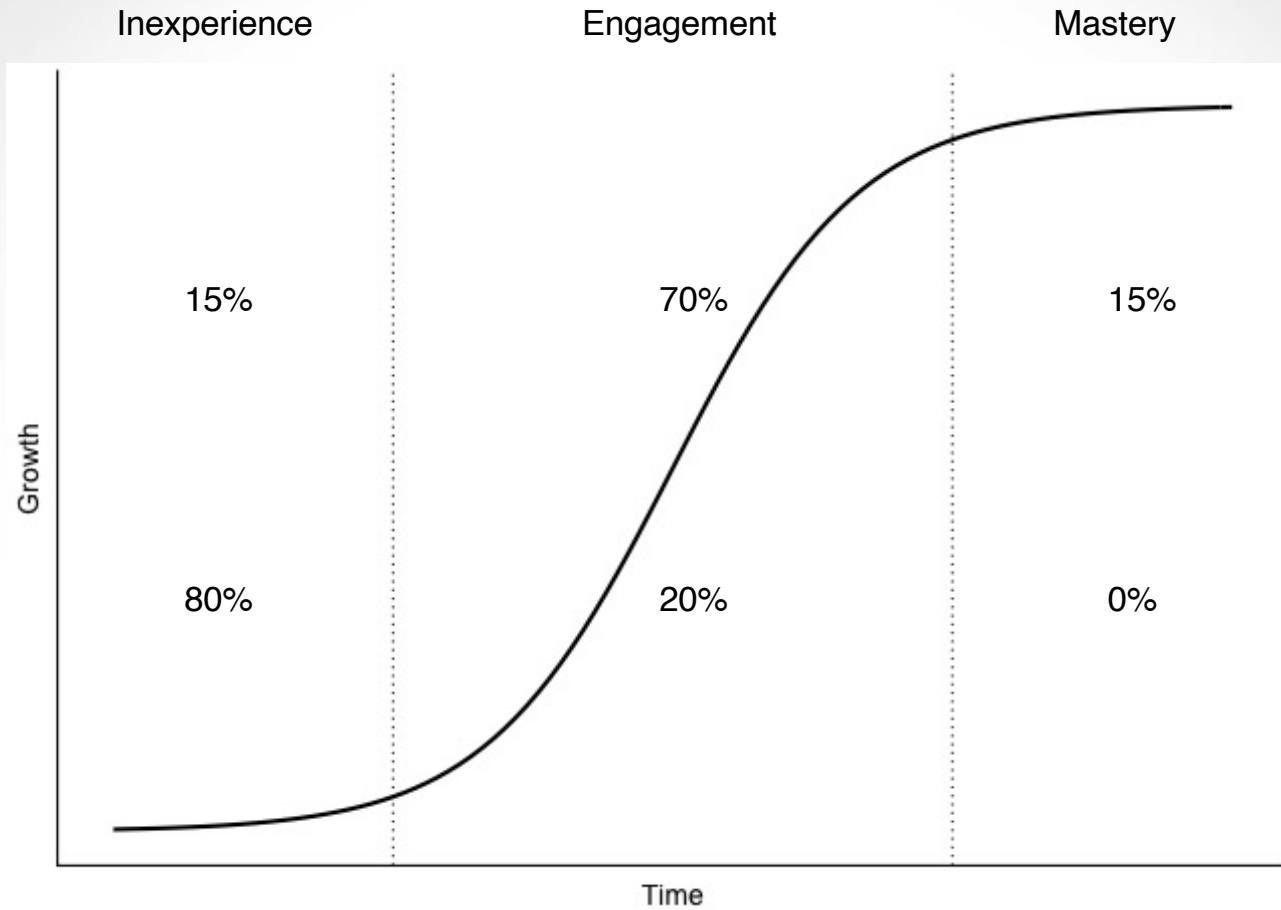 Inexperience Engagement Mastery
15% 70% 15%
Growth
80% 20% 0%
Time